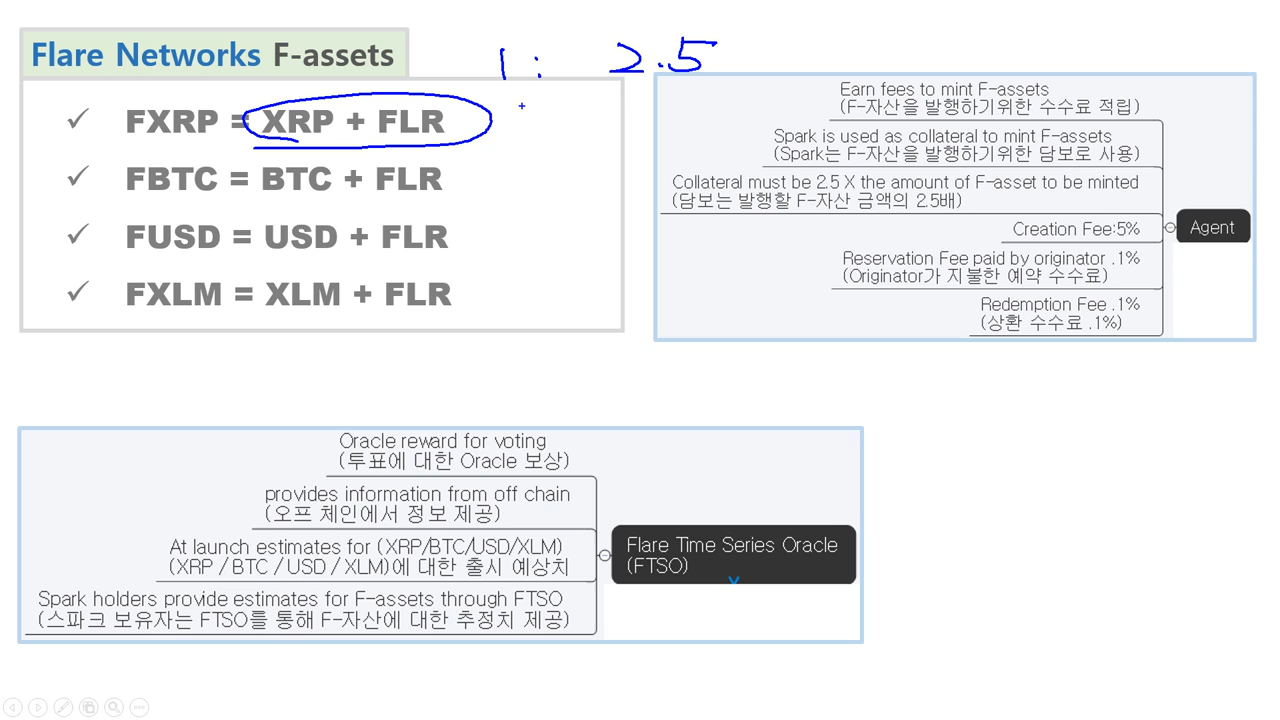 Flare Networks F-assets
1 : 2.5
✓ FXRP = XRP + FLR
✓ FBTC = BTC + FLR
✓ FUSD = USD + FLR
✓ FXLM = XLM + FLR
Earn fees to mint F-assets
(F-자산을 발행하기위한 수수료 적립)
Spark is used as collateral to mint F-assets
(Spark는 F-자산을 발행하기위한 담보로 사용)
Collateral must be 2.5 X the amount of F-asset to be minted
(담보는 발행할 F-자산 금액의 2.5배)
Creation Fee:5%
Reservation Fee paid by originator .1%
(Originator가 지불한 예약 수수료)
Redemption Fee .1%
(상환 수수료 .1%)
Agent
Oracle reward for voting
(투표에 대한 Oracle 보상)
provides information from off chain
(오프 체인에서 정보 제공)
At launch estimates for (XRP/BTC/USD/XLM)
(XRP / BTC / USD / XLM)에 대한 출시 예상치
Spark holders provide estimates for F-assets through FTSO
(스파크 보유자는 FTSO를 통해 F-자산에 대한 추정치 제공)
Flare Time Series Oracle
(FTSO)